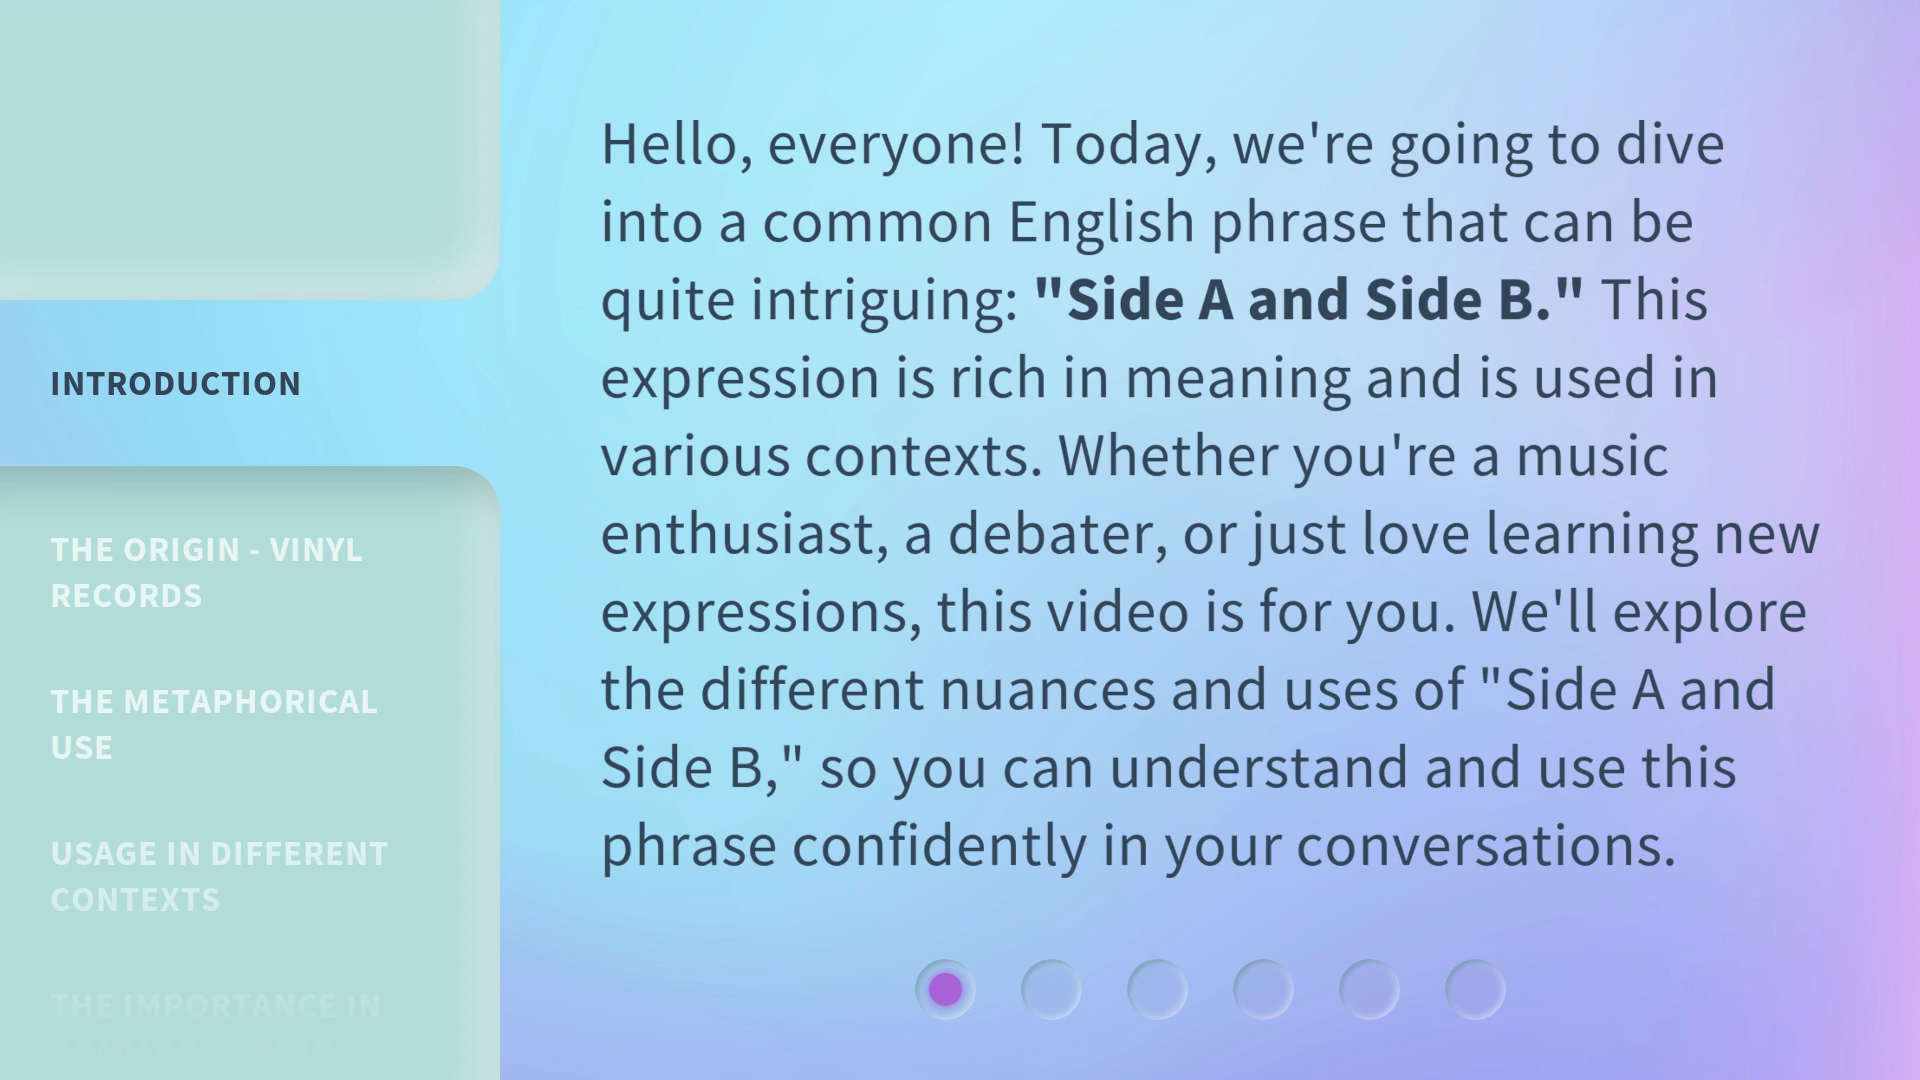 INTRODUCTION
THE ORIGIN - VINYL
RECORDS
THE METAPHORICAL
USE
USAGE IN DIFFERENT
CONTEXTS
THE IMPORTANCE IN
COMMUNICATION
Hello, everyone! Today, we're going to dive
into a common English phrase that can be
quite intriguing: "Side A and Side B." This
expression is rich in meaning and is used in
various contexts. Whether you're a music
enthusiast, a debater, or just love learning new
expressions, this video is for you. We'll explore
the different nuances and uses of "Side A and
Side B," so you can understand and use this
phrase confidently in your conversations.